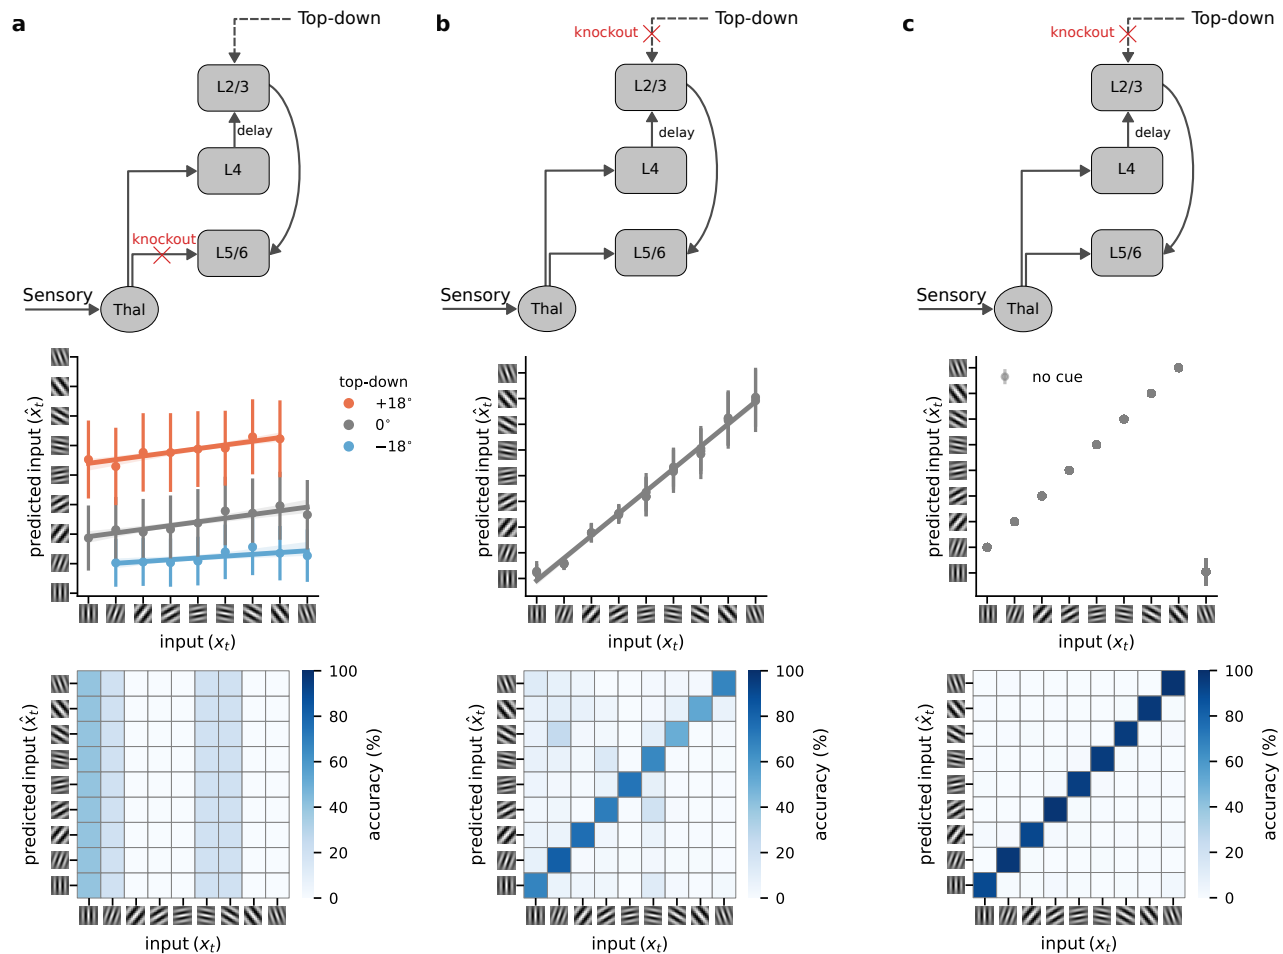 a
Top-down
L2/3
delay
L4
knockout
L5/6
Sensory
Thal
b
Top-down
knockout
L2/3
delay
L4
L5/6
Sensory
Thal
c
Top-down
knockout
L2/3
delay
L4
L5/6
Sensory
Thal
predicted input (x̂ₜ)
input (xₜ)
top-down
+18°
0°
−18°
predicted input (x̂ₜ)
input (xₜ)
predicted input (x̂ₜ)
no cue
input (xₜ)
predicted input (x̂ₜ)
input (xₜ)
100
80
60
40
20
0
accuracy (%)
predicted input (x̂ₜ)
input (xₜ)
100
80
60
40
20
0
accuracy (%)
predicted input (x̂ₜ)
input (xₜ)
100
80
60
40
20
0
accuracy (%)